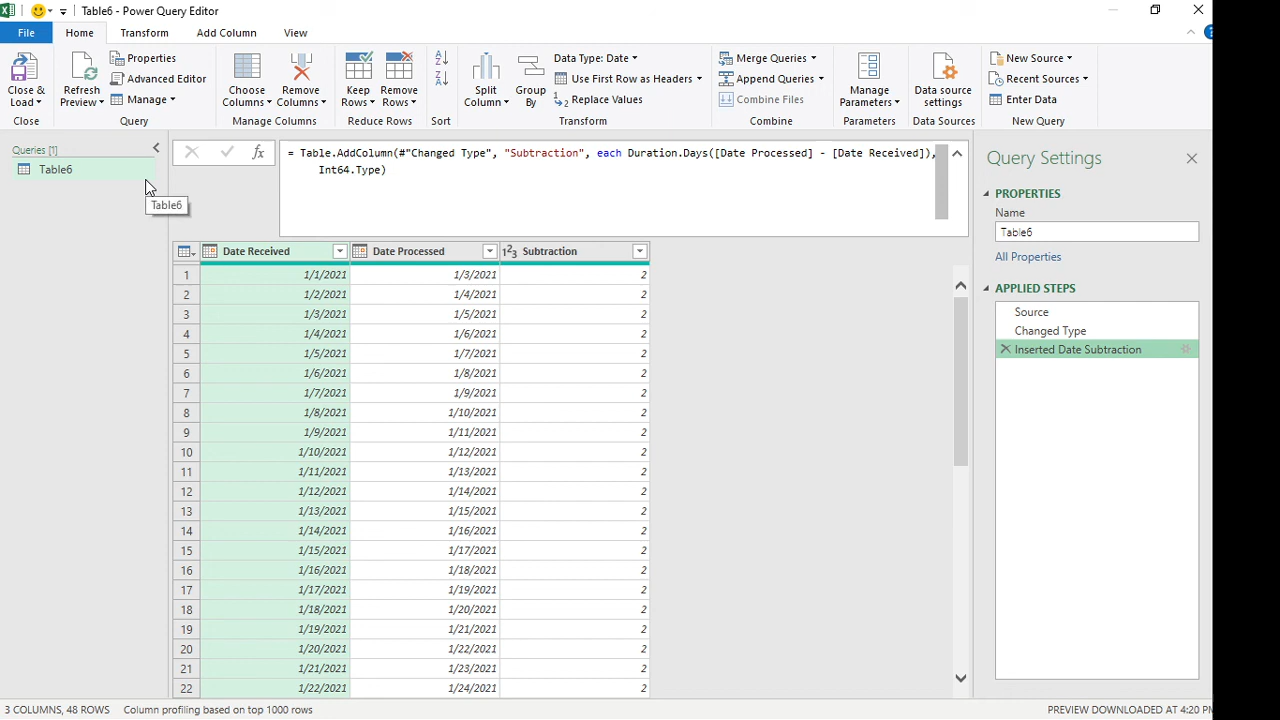 Table6 - Power Query Editor
File Home Transform Add Column View
Close & Load
Refresh Preview
Properties
Advanced Editor
Manage
Choose Columns
Remove Columns
Keep Rows
Remove Rows
Split Column
Group By
Data Type: Date
Use First Row as Headers
Replace Values
Merge Queries
Append Queries
Combine Files
Manage Parameters
Data source settings
New Source
Recent Sources
Enter Data
Close Query Manage Columns Reduce Rows Sort Transform Combine Parameters Data Sources New Query
Queries [1]
Table6
Table6
= Table.AddColumn(#"Changed Type", "Subtraction", each Duration.Days([Date Processed] - [Date Received]),
Int64.Type)
Date Received Date Processed 123 Subtraction
1 1/1/2021 1/3/2021 2
2 1/2/2021 1/4/2021 2
3 1/3/2021 1/5/2021 2
4 1/4/2021 1/6/2021 2
5 1/5/2021 1/7/2021 2
6 1/6/2021 1/8/2021 2
7 1/7/2021 1/9/2021 2
8 1/8/2021 1/10/2021 2
9 1/9/2021 1/11/2021 2
10 1/10/2021 1/12/2021 2
11 1/11/2021 1/13/2021 2
12 1/12/2021 1/14/2021 2
13 1/13/2021 1/15/2021 2
14 1/14/2021 1/16/2021 2
15 1/15/2021 1/17/2021 2
16 1/16/2021 1/18/2021 2
17 1/17/2021 1/19/2021 2
18 1/18/2021 1/20/2021 2
19 1/19/2021 1/21/2021 2
20 1/20/2021 1/22/2021 2
21 1/21/2021 1/23/2021 2
22 1/22/2021 1/24/2021 2
Query Settings
PROPERTIES
Name
Table6
All Properties
APPLIED STEPS
Source
Changed Type
Inserted Date Subtraction
3 COLUMNS, 48 ROWS Column profiling based on top 1000 rows PREVIEW DOWNLOADED AT 4:20 P